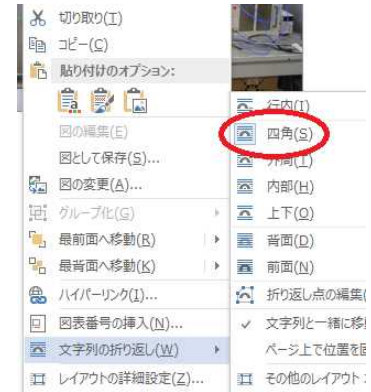 切り取り(T)
コピー(C)
貼り付けのオプション:
図の編集(E)
図として保存(S)...
図の変更(A)...
グループ化(G)
最前面へ移動(R)
最背面へ移動(K)
ハイパーリンク(I)...
図表番号の挿入(N)...
文字列の折り返し(W)
レイアウトの詳細設定(Z)...
行内(I)
四角(S)
外周(T)
内部(H)
上下(O)
背面(D)
前面(N)
折り返し点の編集(
文字列と一緒に移
ページ上で位置を
その他のレイアウト